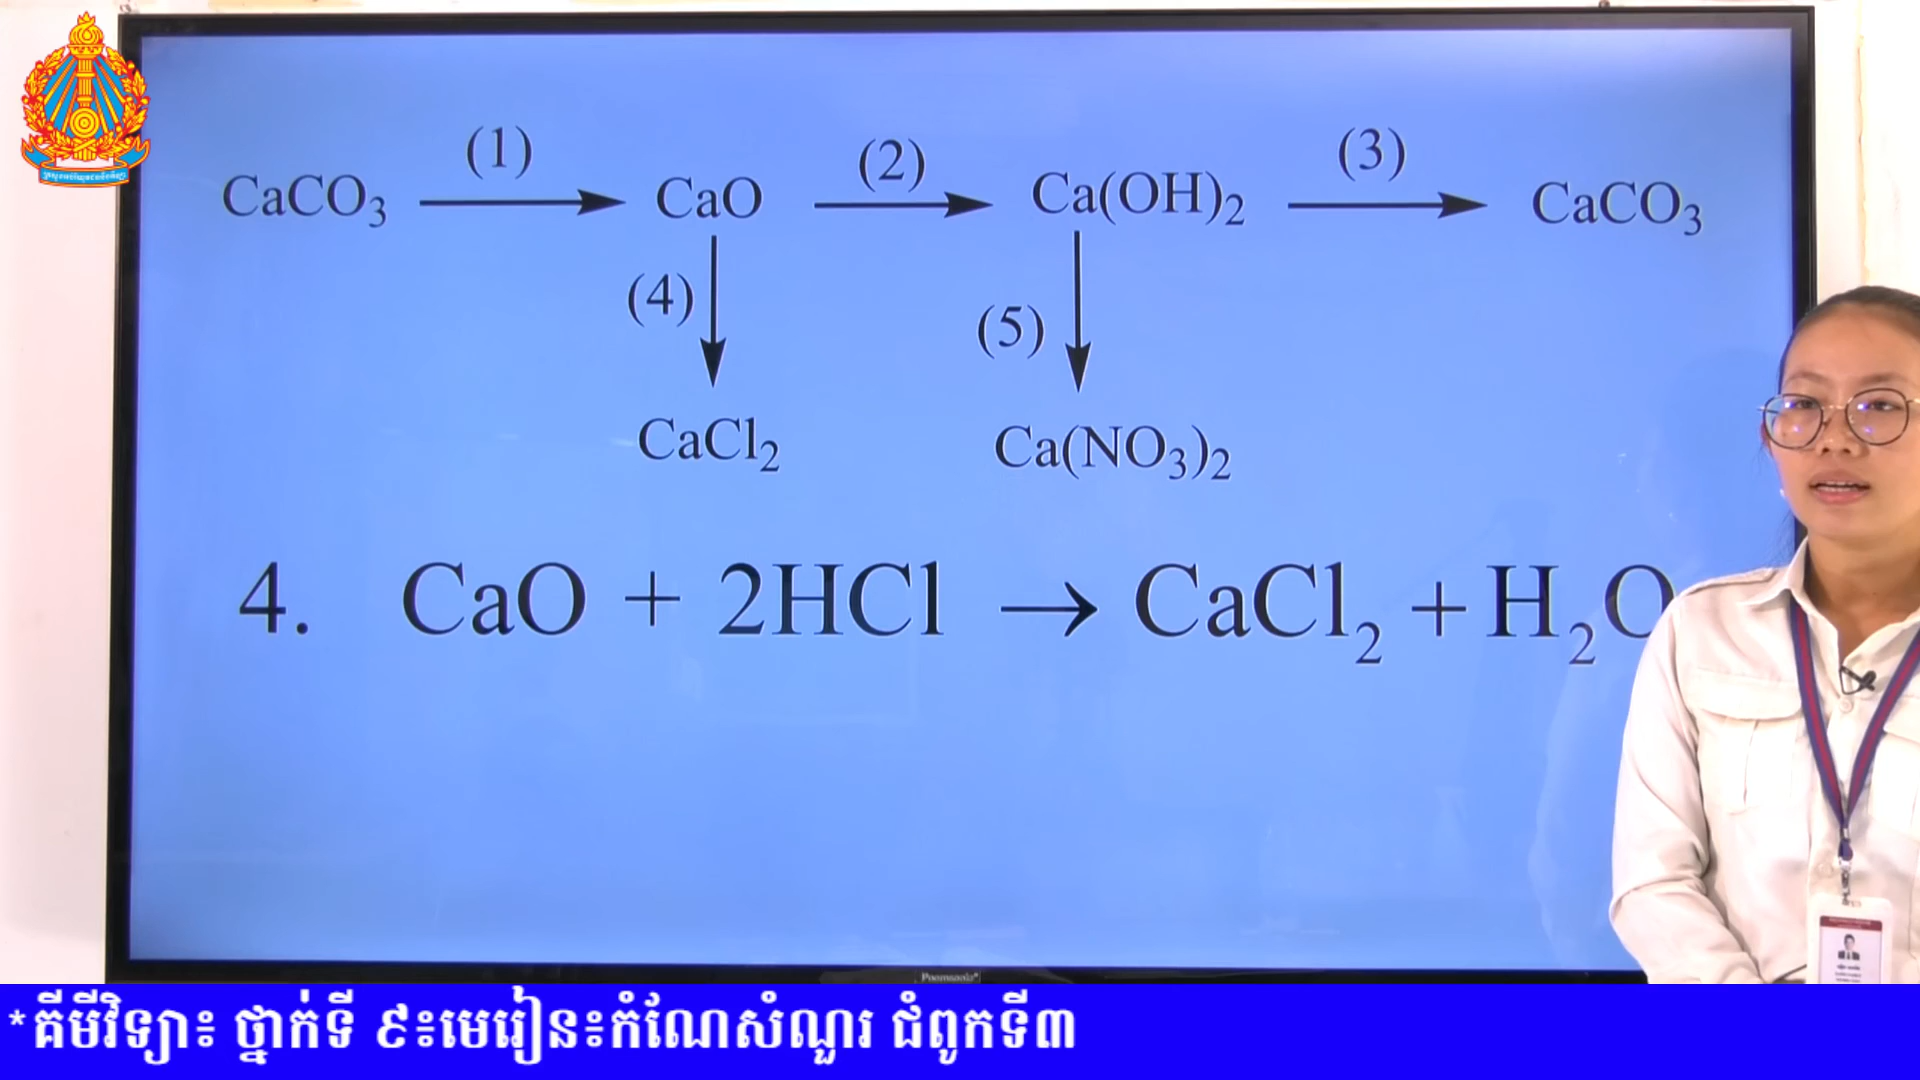 (1) (2) (3)
CaCO₃ → CaO → Ca(OH)₂ → CaCO₃
(4) (5)
CaCl₂ Ca(NO₃)₂
4. CaO + 2HCl → CaCl₂ + H₂O
*គីមីវិទ្យា៖ ថ្នាក់ទី ៩៖មេរៀន៖កំណែសំណួរ ជំពូកទី៣